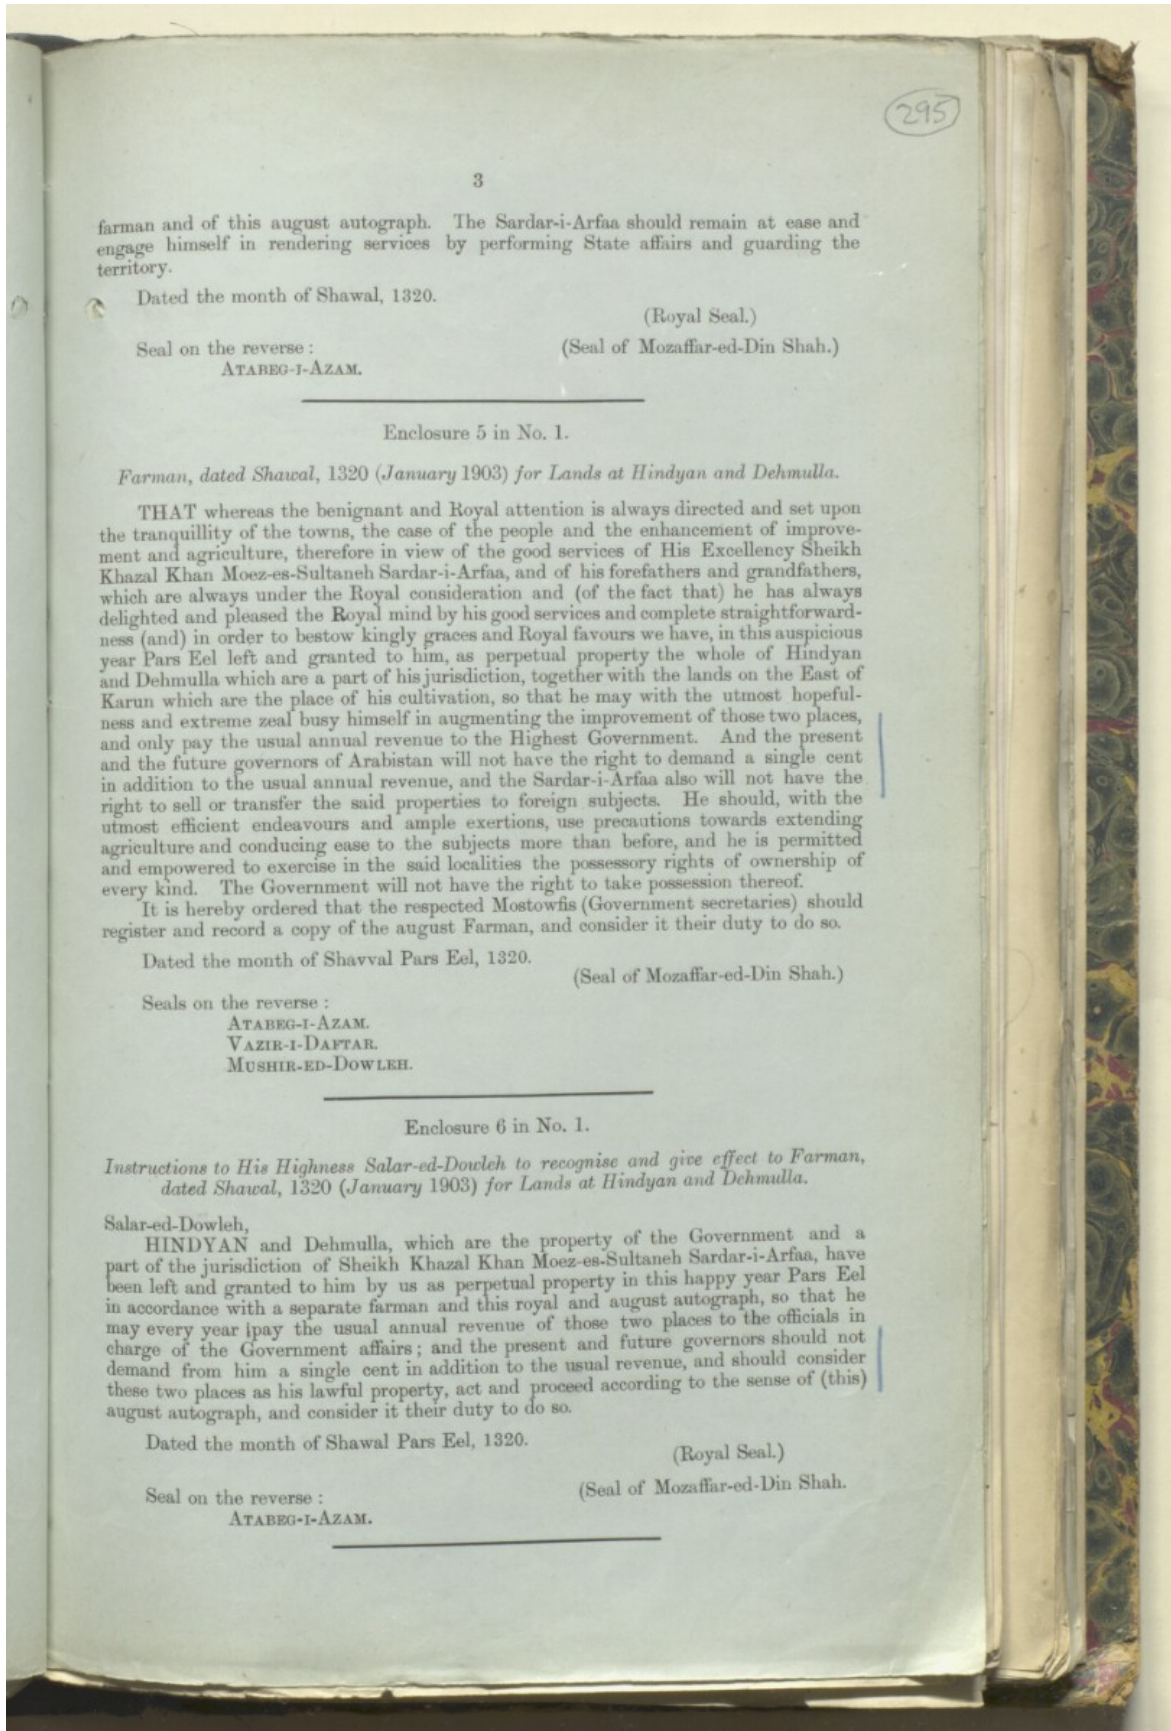 295
3
farman and of this august autograph. The Sardar-i-Arfaa should remain at ease and
engage himself in rendering services by performing State affairs and guarding the
territory.
Dated the month of Shawal, 1320.
(Royal Seal.)
Seal on the reverse :
(Seal of Mozaffar-ed-Din Shah.)
ATABEG-I-AZAM.
Enclosure 5 in No. 1.
Farman, dated Shawal, 1320 (January 1903) for Lands at Hindyan and Dehmulla.
THAT whereas the benignant and Royal attention is always directed and set upon
the tranquillity of the towns, the case of the people and the enhancement of improve-
ment and agriculture, therefore in view of the good services of His Excellency Sheikh
Khazal Khan Moez-es-Sultaneh Sardar-i-Arfaa, and of his forefathers and grandfathers,
which are always under the Royal consideration and (of the fact that) he has always
delighted and pleased the Royal mind by his good services and complete straightforward-
ness (and) in order to bestow kingly graces and Royal favours we have, in this auspicious
year Pars Eel left and granted to him, as perpetual property the whole of Hindyan
and Dehmulla which are a part of his jurisdiction, together with the lands on the East of
Karun which are the place of his cultivation, so that he may with the utmost hopeful-
ness and extreme zeal busy himself in augmenting the improvement of those two places,
and only pay the usual annual revenue to the Highest Government. And the present
and the future governors of Arabistan will not have the right to demand a single cent
in addition to the usual annual revenue, and the Sardar-i-Arfaa also will not have the
right to sell or transfer the said properties to foreign subjects. He should, with the
utmost efficient endeavours and ample exertions, use precautions towards extending
agriculture and conducing ease to the subjects more than before, and he is permitted
and empowered to exercise in the said localities the possessory rights of ownership of
every kind. The Government will not have the right to take possession thereof.
It is hereby ordered that the respected Mostowfis (Government secretaries) should
register and record a copy of the august Farman, and consider it their duty to do so.
Dated the month of Shavval Pars Eel, 1320.
(Seal of Mozaffar-ed-Din Shah.)
Seals on the reverse :
ATABEG-I-AZAM.
VAZIR-I-DAFTAR.
MUSHIR-ED-DOWLEH.
Enclosure 6 in No. 1.
Instructions to His Highness Salar-ed-Dowleh to recognise and give effect to Farman,
dated Shawal, 1320 (January 1903) for Lands at Hindyan and Dehmulla.
Salar-ed-Dowleh,
HINDYAN and Dehmulla, which are the property of the Government and a
part of the jurisdiction of Sheikh Khazal Khan Moez-es-Sultaneh Sardar-i-Arfaa, have
been left and granted to him by us as perpetual property in this happy year Pars Eel
in accordance with a separate farman and this royal and august autograph, so that he
may every year pay the usual annual revenue of those two places to the officials in
charge of the Government affairs; and the present and future governors should not
demand from him a single cent in addition to the usual revenue, and should consider
these two places as his lawful property, act and proceed according to the sense of (this)
august autograph, and consider it their duty to do so.
Dated the month of Shawal Pars Eel, 1320.
(Royal Seal.)
(Seal of Mozaffar-ed-Din Shah.
Seal on the reverse :
ATABEG-I-AZAM.